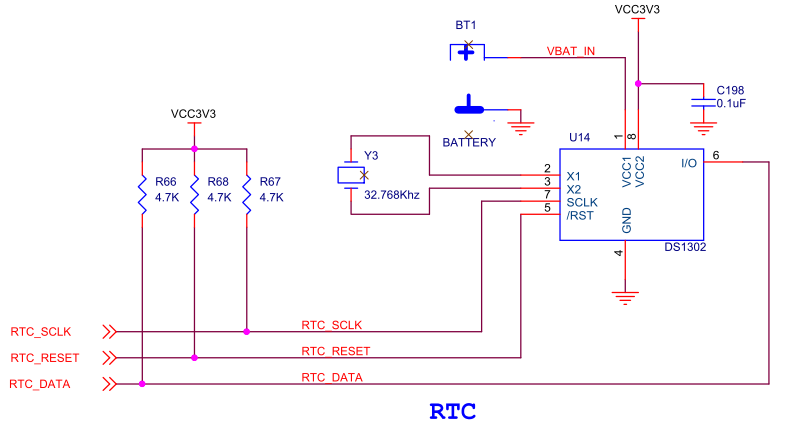 VCC3V3
BT1
VBAT_IN
C198
0.1uF
VCC3V3
BATTERY
U14
1
8
6
Y3
2
X1
VCC1
VCC2
I/O
R66
R68
R67
3
X2
4.7K
4.7K
4.7K
32.768Khz
7
SCLK
5
/RST
GND
4
DS1302
RTC_SCLK
RTC_SCLK
RTC_RESET
RTC_RESET
RTC_DATA
RTC_DATA
RTC